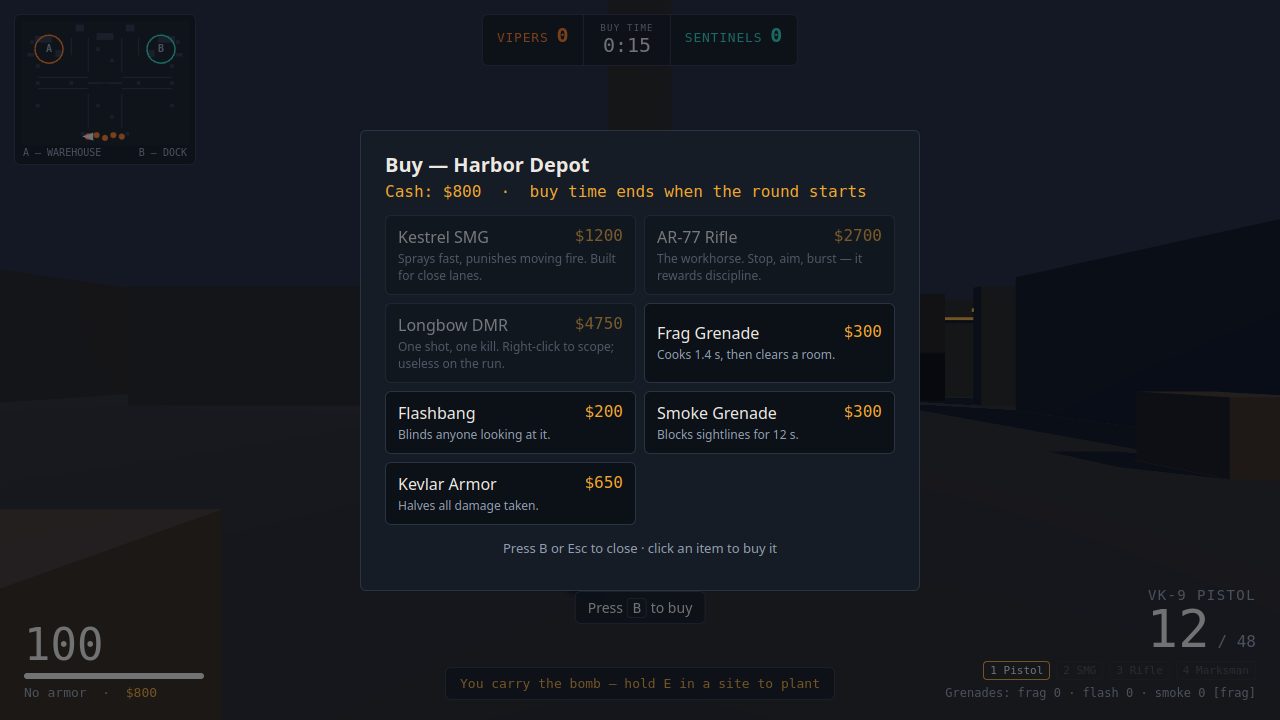 A
B
A — WAREHOUSE
B — DOCK
VIPERS 0
BUY TIME
0:15
SENTINELS 0
Buy — Harbor Depot
Cash: $800 · buy time ends when the round starts
Kestrel SMG $1200
Sprays fast, punishes moving fire. Built
for close lanes.
AR-77 Rifle $2700
The workhorse. Stop, aim, burst — it
rewards discipline.
Longbow DMR $4750
One shot, one kill. Right-click to scope;
useless on the run.
Frag Grenade $300
Cooks 1.4 s, then clears a room.
Flashbang $200
Blinds anyone looking at it.
Smoke Grenade $300
Blocks sightlines for 12 s.
Kevlar Armor $650
Halves all damage taken.
Press B or Esc to close · click an item to buy it
Press B to buy
You carry the bomb — hold E in a site to plant
100
No armor · $800
VK-9 PISTOL
12 / 48
1 Pistol 2 SMG 3 Rifle 4 Marksman
Grenades: frag 0 · flash 0 · smoke 0 [frag]